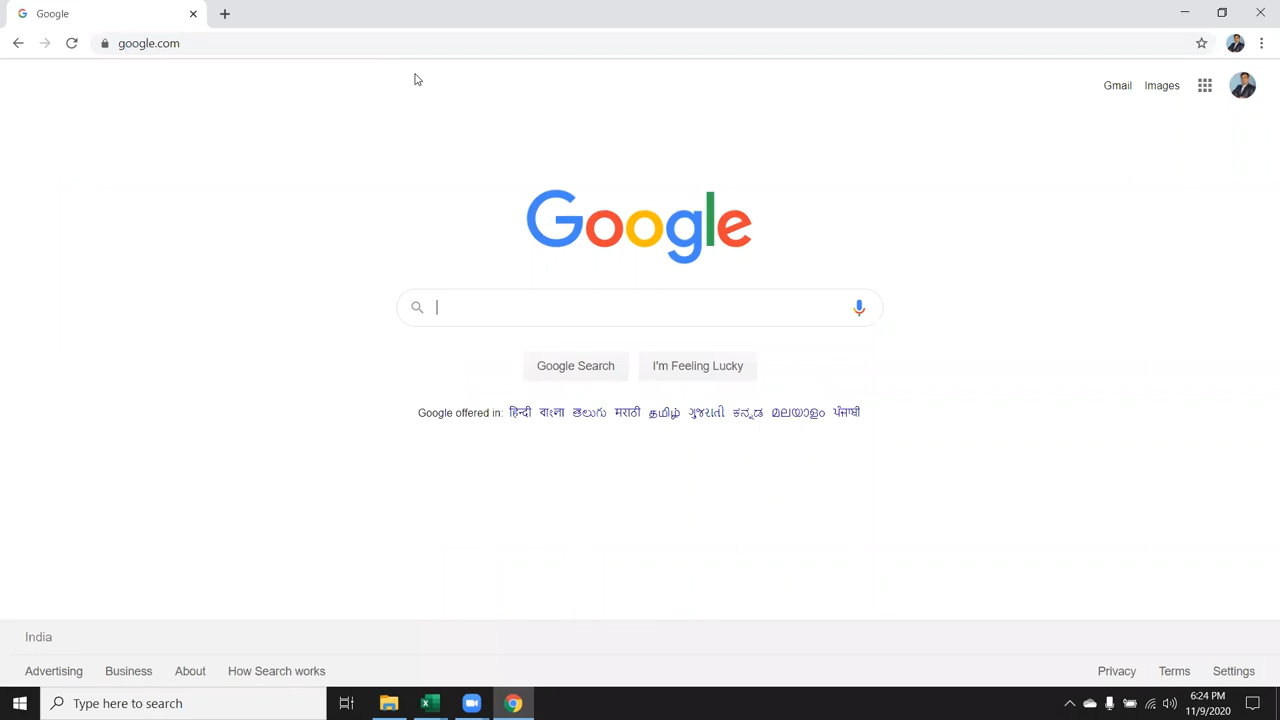 Google
google.com
Gmail Images
Google
Google Search I'm Feeling Lucky
Google offered in: हिन्दी বাংলা తెలుగు मराठी தமிழ் ગુજરાતી ಕನ್ನಡ മലയാളം ਪੰਜਾਬੀ
India
Advertising Business About How Search works Privacy Terms Settings
Type here to search
6:24 PM
11/9/2020